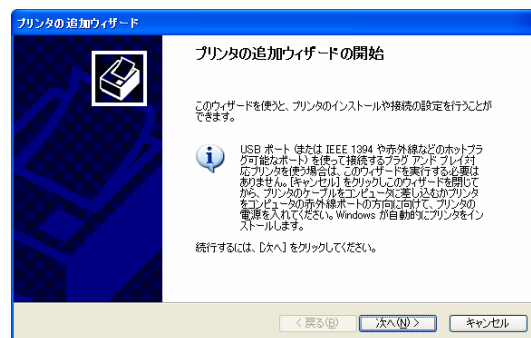 プリンタの追加ウィザード
プリンタの追加ウィザードの開始
このウィザードを使うと、プリンタのインストールや接続の設定を行うことが
できます。
USB ポート (または IEEE 1394 や赤外線などのホットプラ
グ可能なポート) を使って接続するプラグ アンド プレイ対
応プリンタを使う場合は、このウィザードを実行する必要は
ありません。[キャンセル] をクリックしこのウィザードを閉じて
から、プリンタのケーブルをコンピュータに差し込むかプリンタ
をコンピュータの赤外線ポートの方向に向けて、プリンタの
電源を入れてください。Windows が自動的にプリンタをイン
ストールします。
続行するには、[次へ] をクリックしてください。
< 戻る(B)
次へ(N) >
キャンセル